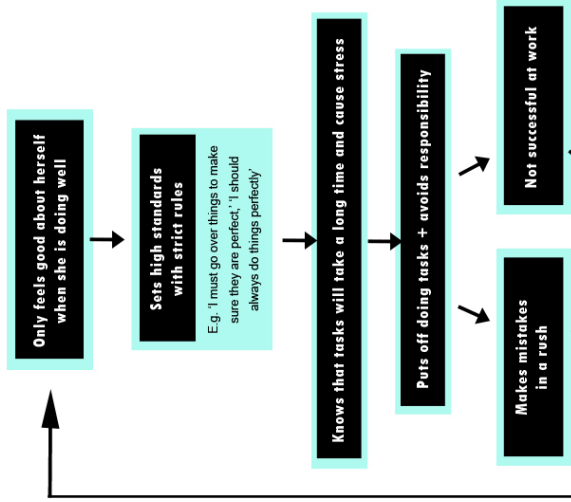 Only feels good about herself
when she is doing well
Sets high standards
with strict rules
E.g. 'I must go over things to make
sure they are perfect,' 'I should
always do things perfectly'
Knows that tasks will take a long time and cause stress
Puts off doing tasks + avoids responsibility
Makes mistakes
in a rush
Not successful at work